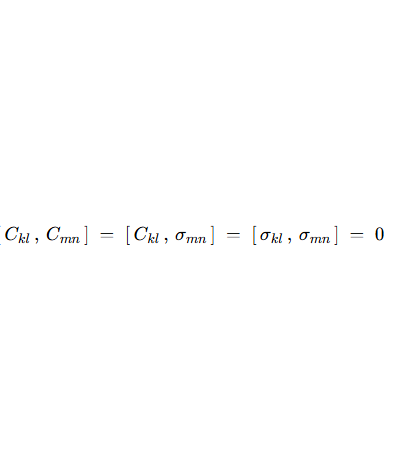 [ C_{kl} , C_{mn} ] = [ C_{kl} , σ_{mn} ] = [ σ_{kl} , σ_{mn} ] = 0